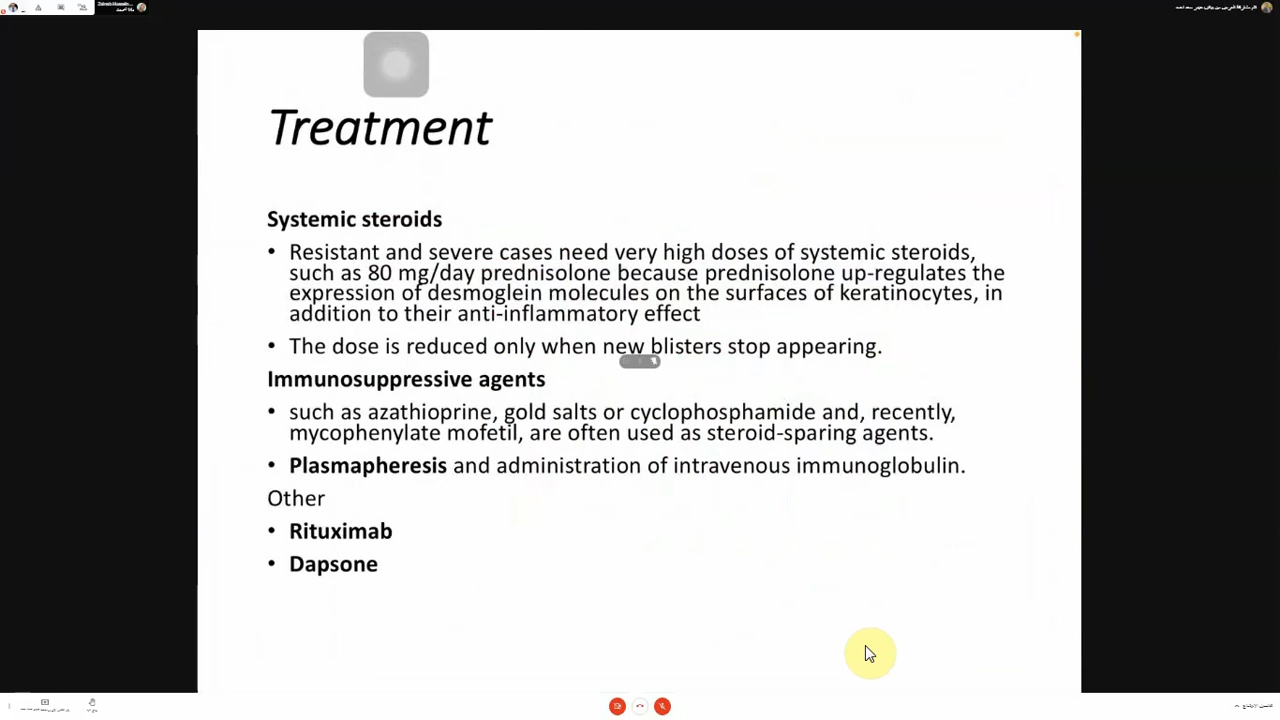 Treatment
Systemic steroids
• Resistant and severe cases need very high doses of systemic steroids,
such as 80 mg/day prednisolone because prednisolone up-regulates the
expression of desmoglein molecules on the surfaces of keratinocytes, in
addition to their anti-inflammatory effect
• The dose is reduced only when new blisters stop appearing.
Immunosuppressive agents
• such as azathioprine, gold salts or cyclophosphamide and, recently,
mycophenylate mofetil, are often used as steroid-sparing agents.
• Plasmapheresis and administration of intravenous immunoglobulin.
Other
• Rituximab
• Dapsone